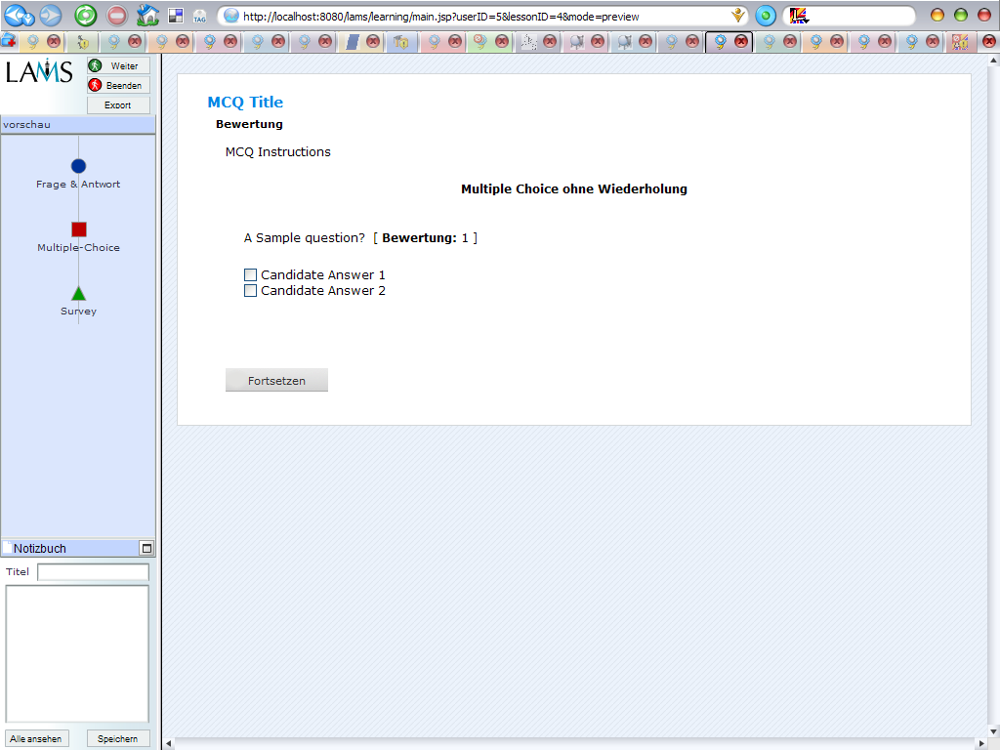 TAG
http://localhost:8080/lams/learning/main.jsp?userID=5&lessonID=4&mode=preview
LAMS
Weiter
Beenden
Export
vorschau
Frage & Antwort
Multiple-Choice
Survey
Notizbuch
Titel
Alle ansehen
Speichern
MCQ Title
Bewertung
MCQ Instructions
Multiple Choice ohne Wiederholung
A Sample question? [ Bewertung: 1 ]
Candidate Answer 1
Candidate Answer 2
Fortsetzen